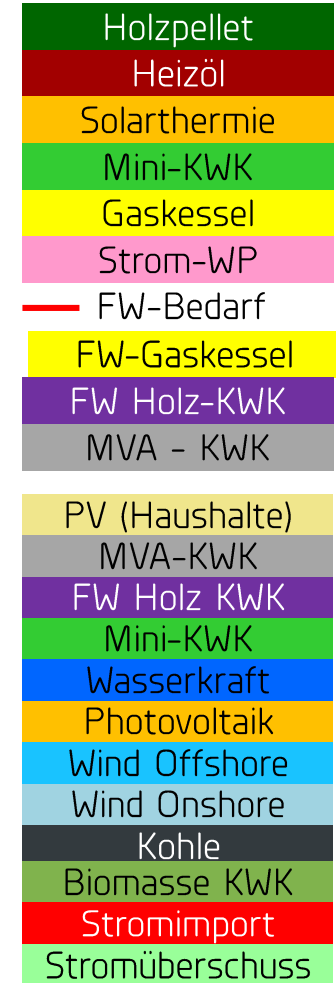 Holzpellet
Heizöl
Solarthermie
Mini-KWK
Gaskessel
Strom-WP
FW-Bedarf
FW-Gaskessel
FW Holz-KWK
MVA - KWK
PV (Haushalte)
MVA-KWK
FW Holz KWK
Mini-KWK
Wasserkraft
Photovoltaik
Wind Offshore
Wind Onshore
Kohle
Biomasse KWK
Stromimport
Stromüberschuss